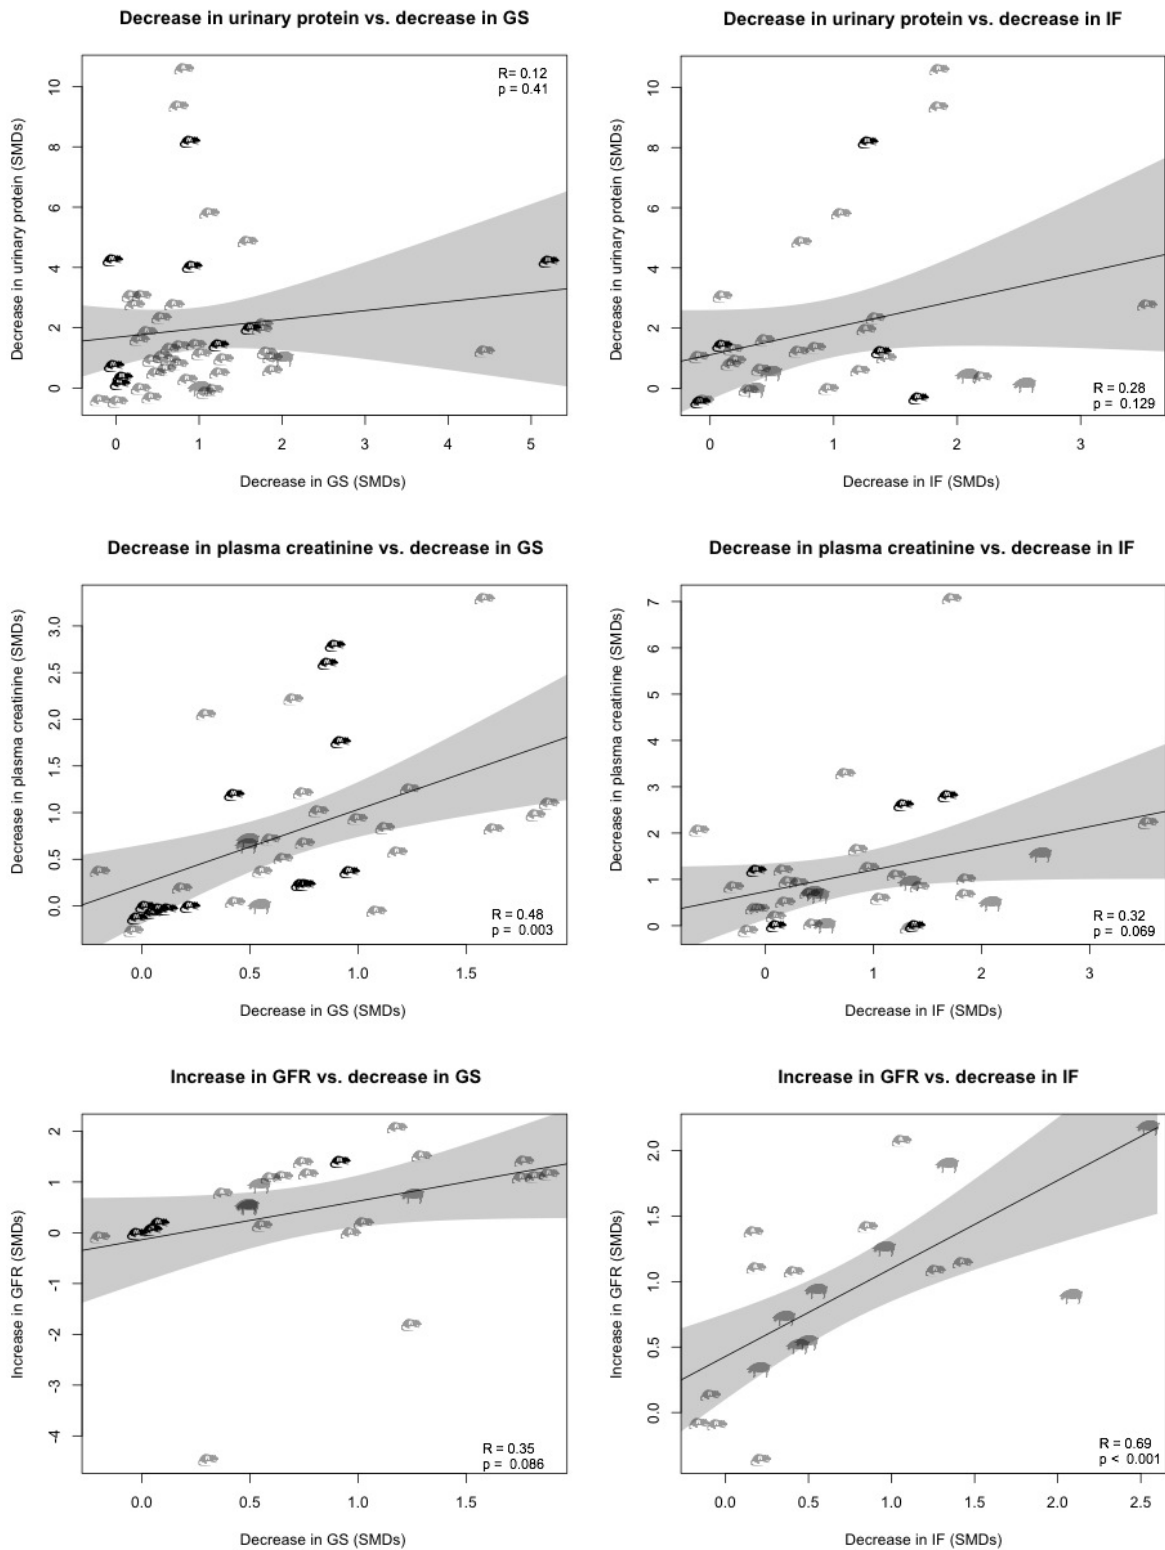 Decrease in urinary protein vs. decrease in GS
Decrease in urinary protein (SMDs)
10
8
6
4
2
0
R= 0.12
p = 0.41
0 1 2 3 4 5
Decrease in GS (SMDs)
Decrease in urinary protein vs. decrease in IF
Decrease in urinary protein (SMDs)
10
8
6
4
2
0
R = 0.28
p = 0.129
0 1 2 3
Decrease in IF (SMDs)
Decrease in plasma creatinine vs. decrease in GS
Decrease in plasma creatinine (SMDs)
3.0
2.5
2.0
1.5
1.0
0.5
0.0
R = 0.48
p = 0.003
0.0 0.5 1.0 1.5
Decrease in GS (SMDs)
Decrease in plasma creatinine vs. decrease in IF
Decrease in plasma creatinine (SMDs)
7
6
5
4
3
2
1
0
R = 0.32
p = 0.069
0 1 2 3
Decrease in IF (SMDs)
Increase in GFR vs. decrease in GS
Increase in GFR (SMDs)
2
1
0
-1
-2
-3
-4
R = 0.35
p = 0.086
0.0 0.5 1.0 1.5
Decrease in GS (SMDs)
Increase in GFR vs. decrease in IF
Increase in GFR (SMDs)
2.0
1.5
1.0
0.5
0.0
R = 0.69
p < 0.001
0.0 0.5 1.0 1.5 2.0 2.5
Decrease in IF (SMDs)